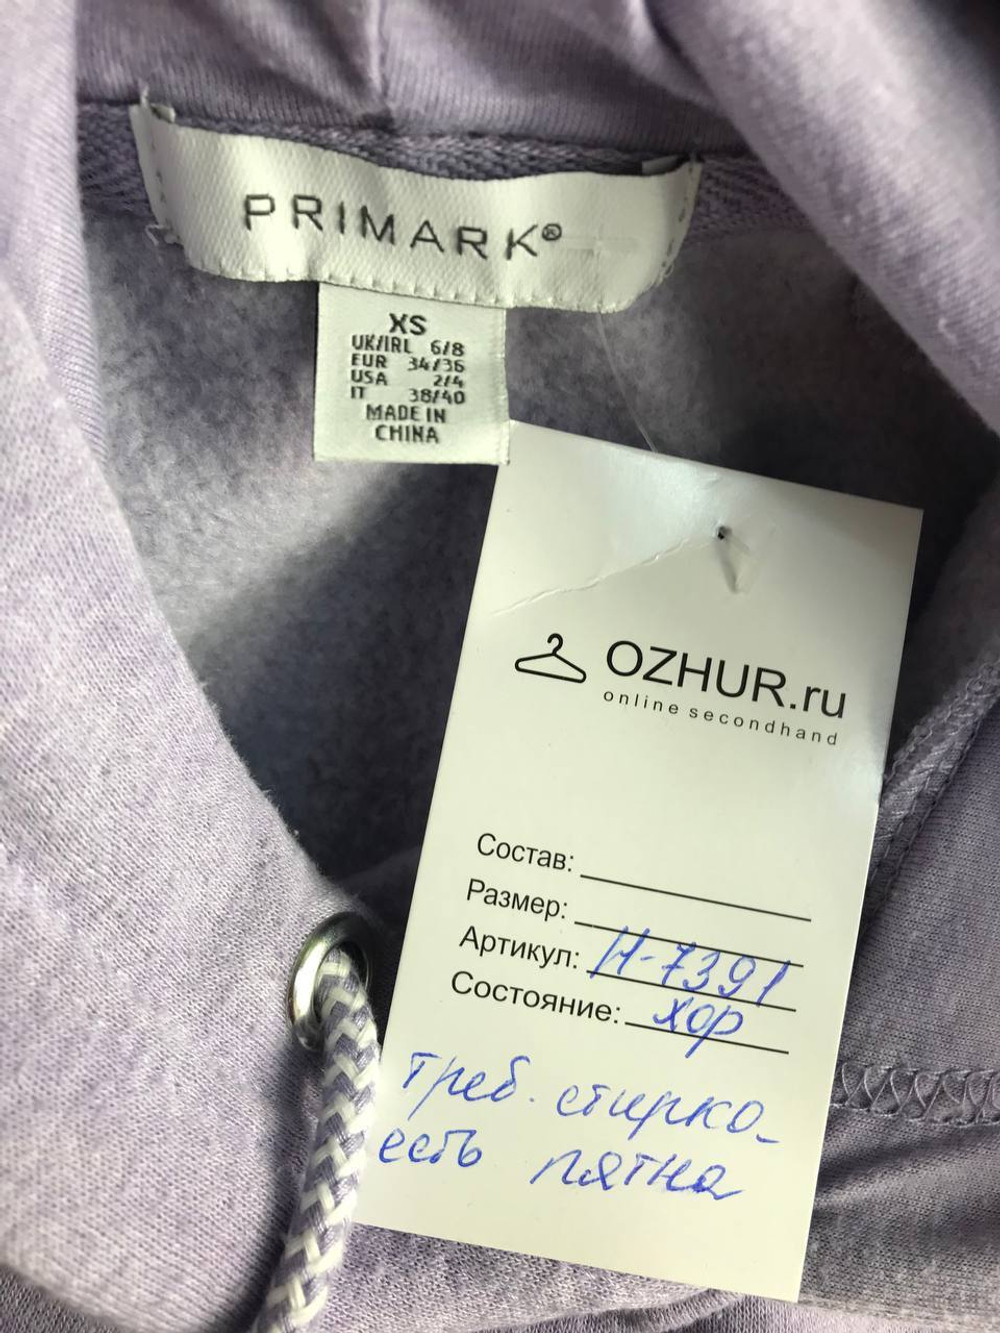 PRIMARK®
XS
UK/IRL 6/8
EUR 34/36
USA 2/4
IT 38/40
MADE IN
CHINA
OZHUR.ru
online secondhand
Состав:
Размер:
Артикул: Н-7391
Состояние: хор
треб. стирка-
есть пятна